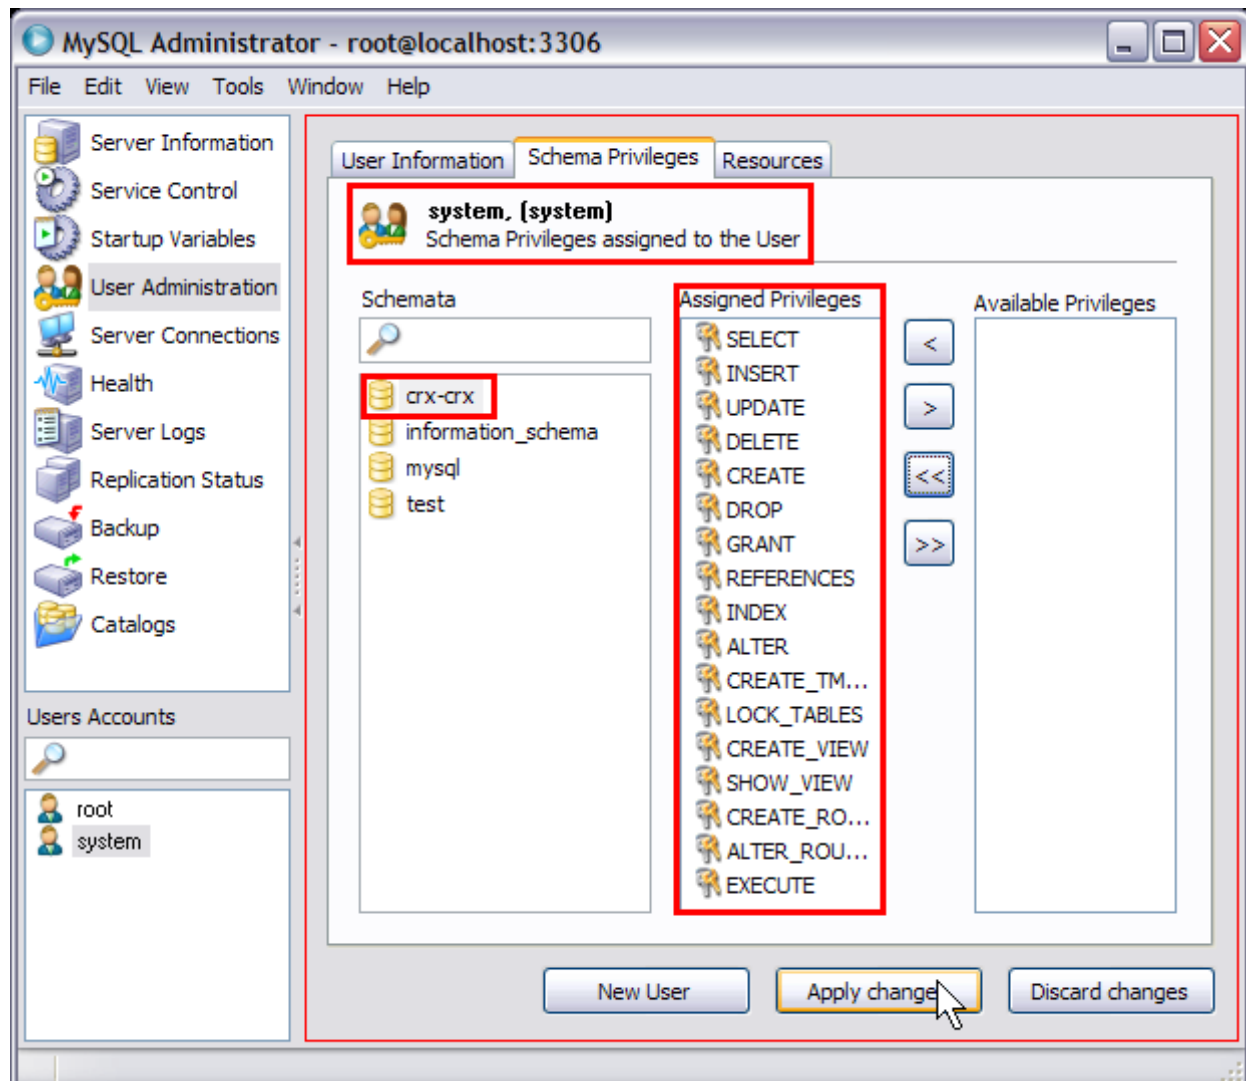 MySQL Administrator - root@localhost:3306
File Edit View Tools Window Help
Server Information
Service Control
Startup Variables
User Administration
Server Connections
Health
Server Logs
Replication Status
Backup
Restore
Catalogs
Users Accounts
root
system
User Information Schema Privileges Resources
system, (system)
Schema Privileges assigned to the User
Schemata
crx-crx
information_schema
mysql
test
Assigned Privileges
SELECT
INSERT
UPDATE
DELETE
CREATE
DROP
GRANT
REFERENCES
INDEX
ALTER
CREATE_TM...
LOCK_TABLES
CREATE_VIEW
SHOW_VIEW
CREATE_RO...
ALTER_ROU...
EXECUTE
<
>
<<
>>
Available Privileges
New User Apply change Discard changes